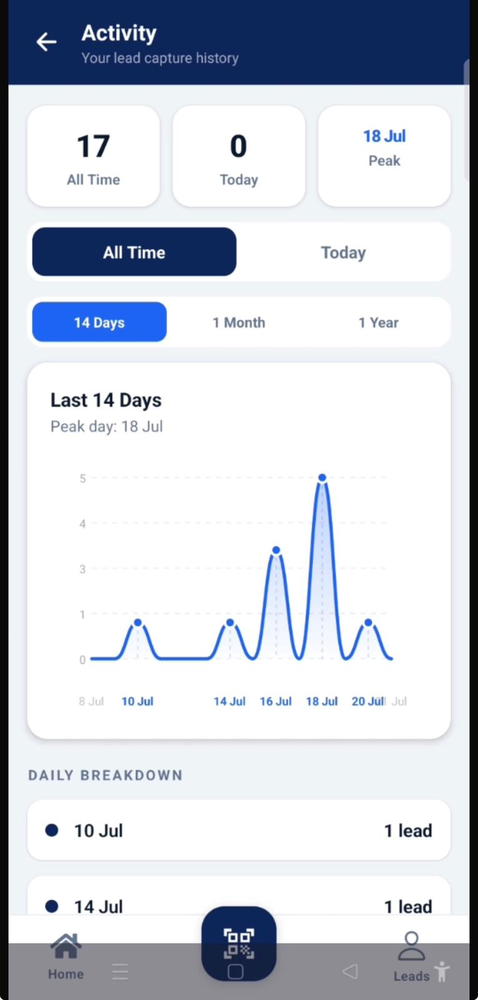 Activity
Your lead capture history
17
All Time
0
Today
18 Jul
Peak
All Time
Today
14 Days
1 Month
1 Year
Last 14 Days
Peak day: 18 Jul
5
4
3
1
0
8 Jul
10 Jul
14 Jul
16 Jul
18 Jul
20 Jul
Jul
DAILY BREAKDOWN
10 Jul
1 lead
14 Jul
1 lead
Home
Leads